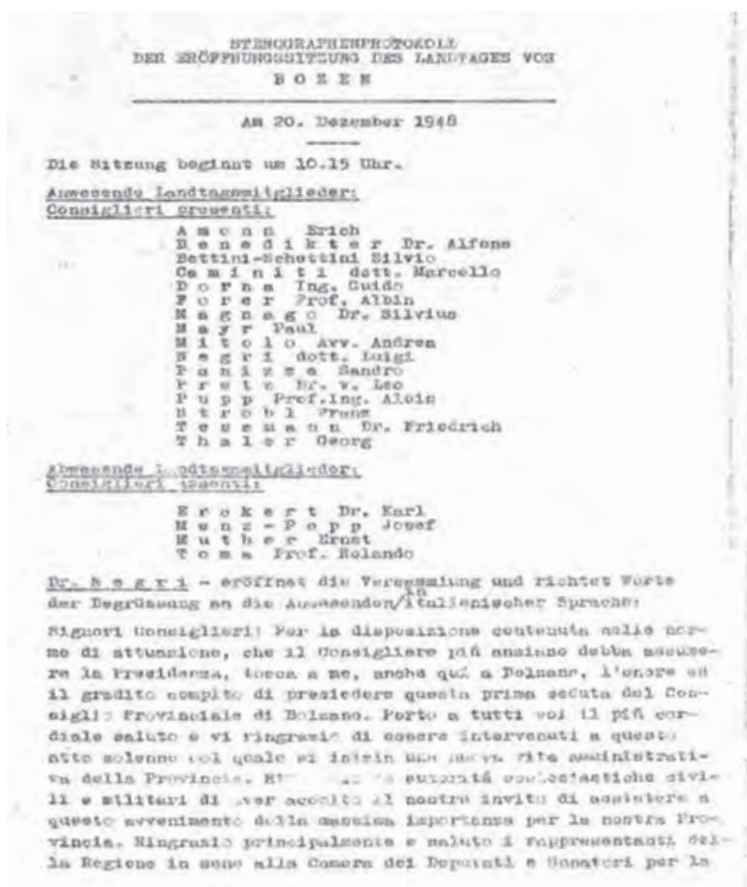 STENOGRAPHENPROTOKOLL
DER ERÖFFNUNGSSITZUNG DES LANDTAGES VON
B O Z E N
Am 20. Dezember 1948
Die Sitzung beginnt um 10.15 Uhr.
Anwesende Landtagsmitglieder:
Consiglieri presenti:
A m o n n Erich
B e n e d i k t e r Dr. Alfons
Bettini-Schettini Silvio
C a m i n i t i dott. Marcello
D o r n a Ing. Guido
F o r e r Prof. Albin
M a g n a g o Dr. Silvius
M a y r Paul
M i t o l o Avv. Andrea
N e g r i dott. Luigi
P a n i z z a Sandro
P r e t z Dr. v. Leo
P u p p Prof.Ing. Alois
S t r o b l Franz
T e s s m a n n Dr. Friedrich
T h a l e r Georg
Abwesende Landtagsmitglieder:
Consiglieri assenti:
E r c k e r t Dr. Karl
M e n z - P o p p Josef
M u t h e r Ernst
T o m a Prof. Rolando
Dr. N e g r i - eröffnet die Versammlung und richtet Worte
der Begrüssung an die Anwesenden/in italienischer Sprache:
Signori Consiglieri! Per la disposizione contenuta nelle nor-
me di attuazione, che il Consigliere piú anziano debba assume-
re la Presidenza, tocca a me, anche quí a Bolzano, l'onore ed
il gradito compito di presiedere questa prima seduta del Con-
siglio Provinciale di Bolzano. Porto a tutti voi il piú cor-
diale saluto e vi ringrazio di essere intervenuti a questo
atto solenne col quale si inizia una nuova vita amministrati-
va della Provincia. autoritá ecclesiastiche civi-
li e militari di aver accolto il nostro invito di assistere a
questo avvenimento della massima importanza per la nostra Pro-
vincia. Ringrazio principalmente e saluto i rappresentanti del-
la Regione in seno alla Camera dei Deputati e Senatori per la